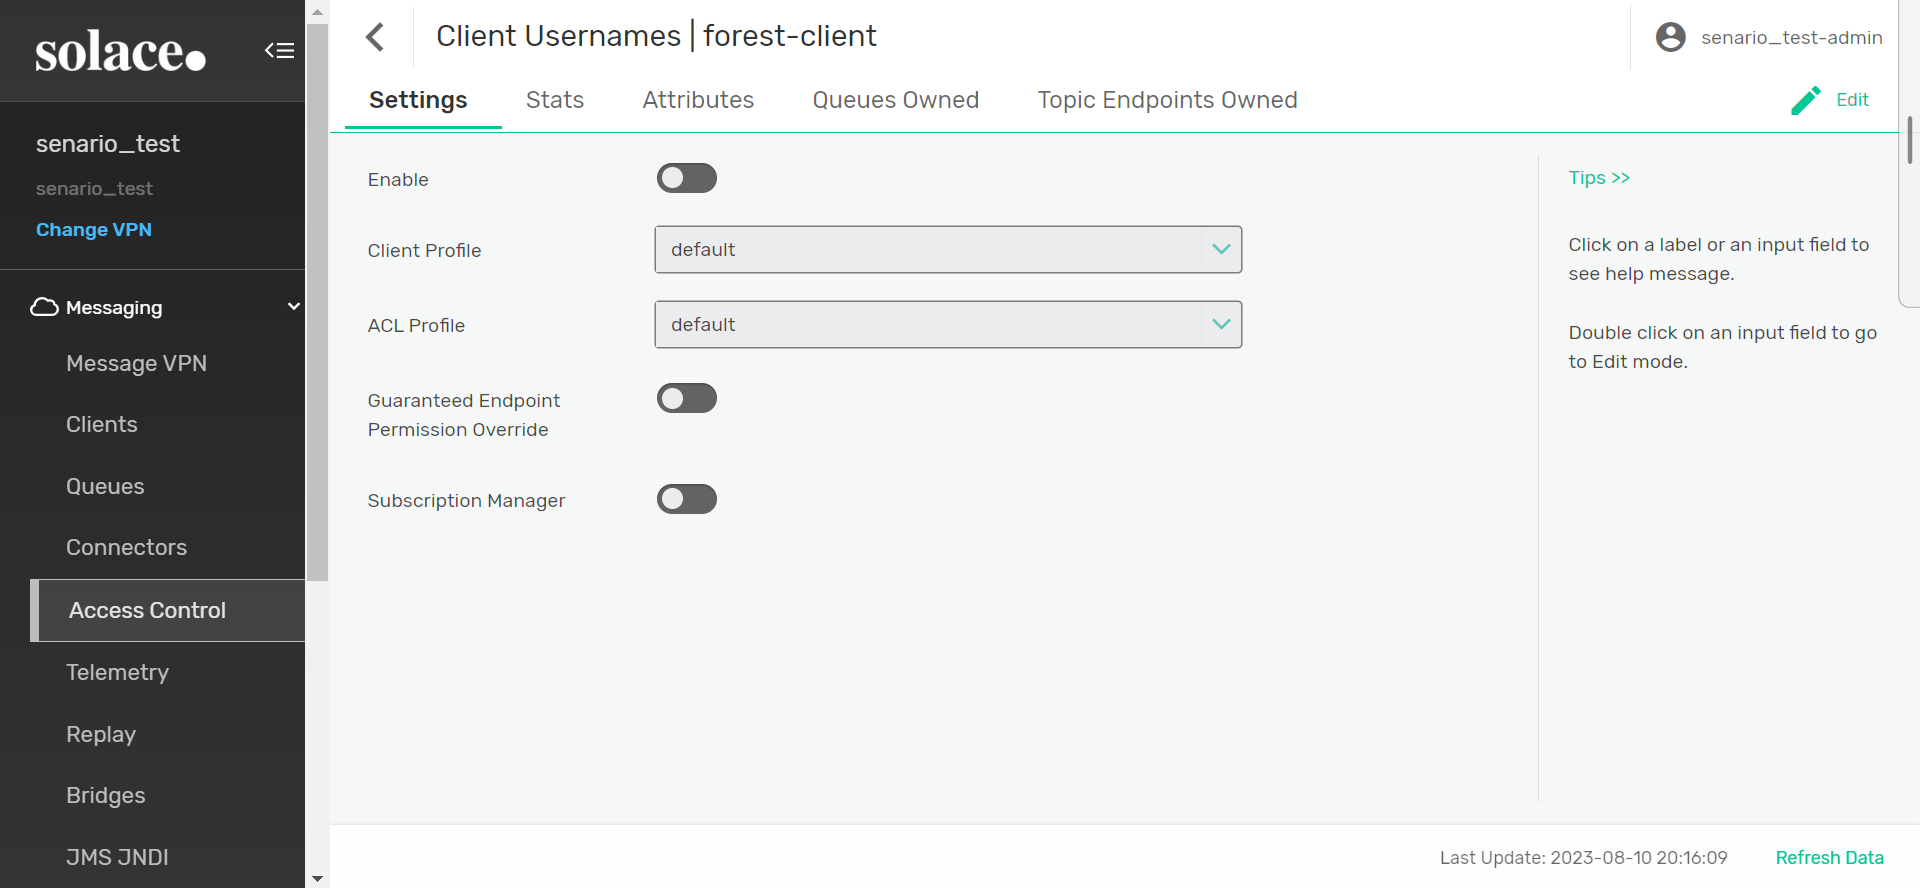 solace.
senario_test
senario_test
Change VPN
Messaging
Message VPN
Clients
Queues
Connectors
Access Control
Telemetry
Replay
Bridges
JMS JNDI
Client Usernames | forest-client
senario_test-admin
Settings
Stats
Attributes
Queues Owned
Topic Endpoints Owned
Edit
Enable
Client Profile
default
ACL Profile
default
Guaranteed Endpoint
Permission Override
Subscription Manager
Tips >>
Click on a label or an input field to
see help message.
Double click on an input field to go
to Edit mode.
Last Update: 2023-08-10 20:16:09
Refresh Data